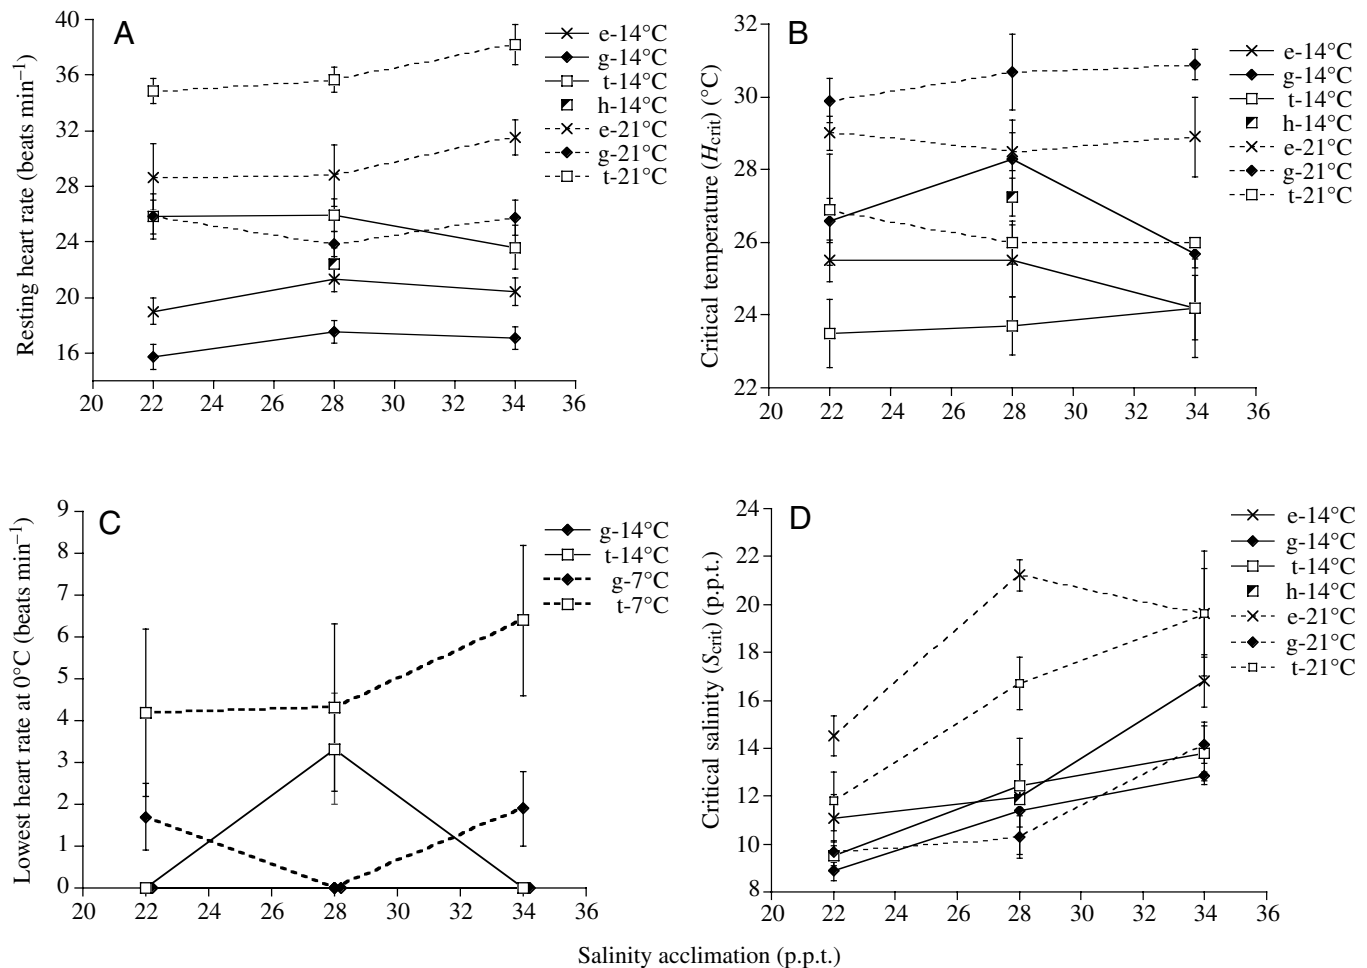 A
Resting heart rate (beats min−1)
40
36
32
28
24
20
16
20 22 24 26 28 30 32 34 36
e-14°C
g-14°C
t-14°C
h-14°C
e-21°C
g-21°C
t-21°C
B
Critical temperature (Hcrit) (°C)
32
30
28
26
24
22
20 22 24 26 28 30 32 34 36
e-14°C
g-14°C
t-14°C
h-14°C
e-21°C
g-21°C
t-21°C
C
Lowest heart rate at 0°C (beats min−1)
9
8
7
6
5
4
3
2
1
0
20 22 24 26 28 30 32 34 36
g-14°C
t-14°C
g-7°C
t-7°C
D
Critical salinity (Scrit) (p.p.t.)
24
22
20
18
16
14
12
10
8
20 22 24 26 28 30 32 34 36
e-14°C
g-14°C
t-14°C
h-14°C
e-21°C
g-21°C
t-21°C
Salinity acclimation (p.p.t.)